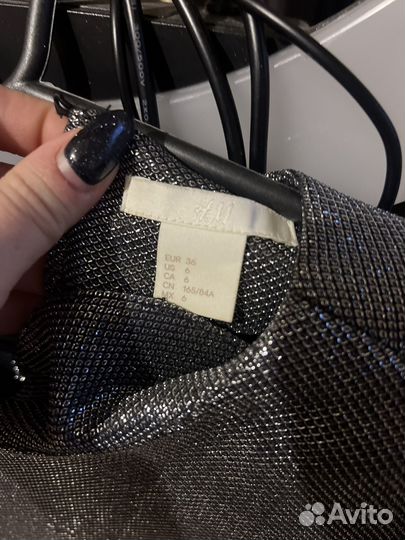 H&M
EUR 36
US 6
CA 6
CN 165/84A
MX 6
Avito